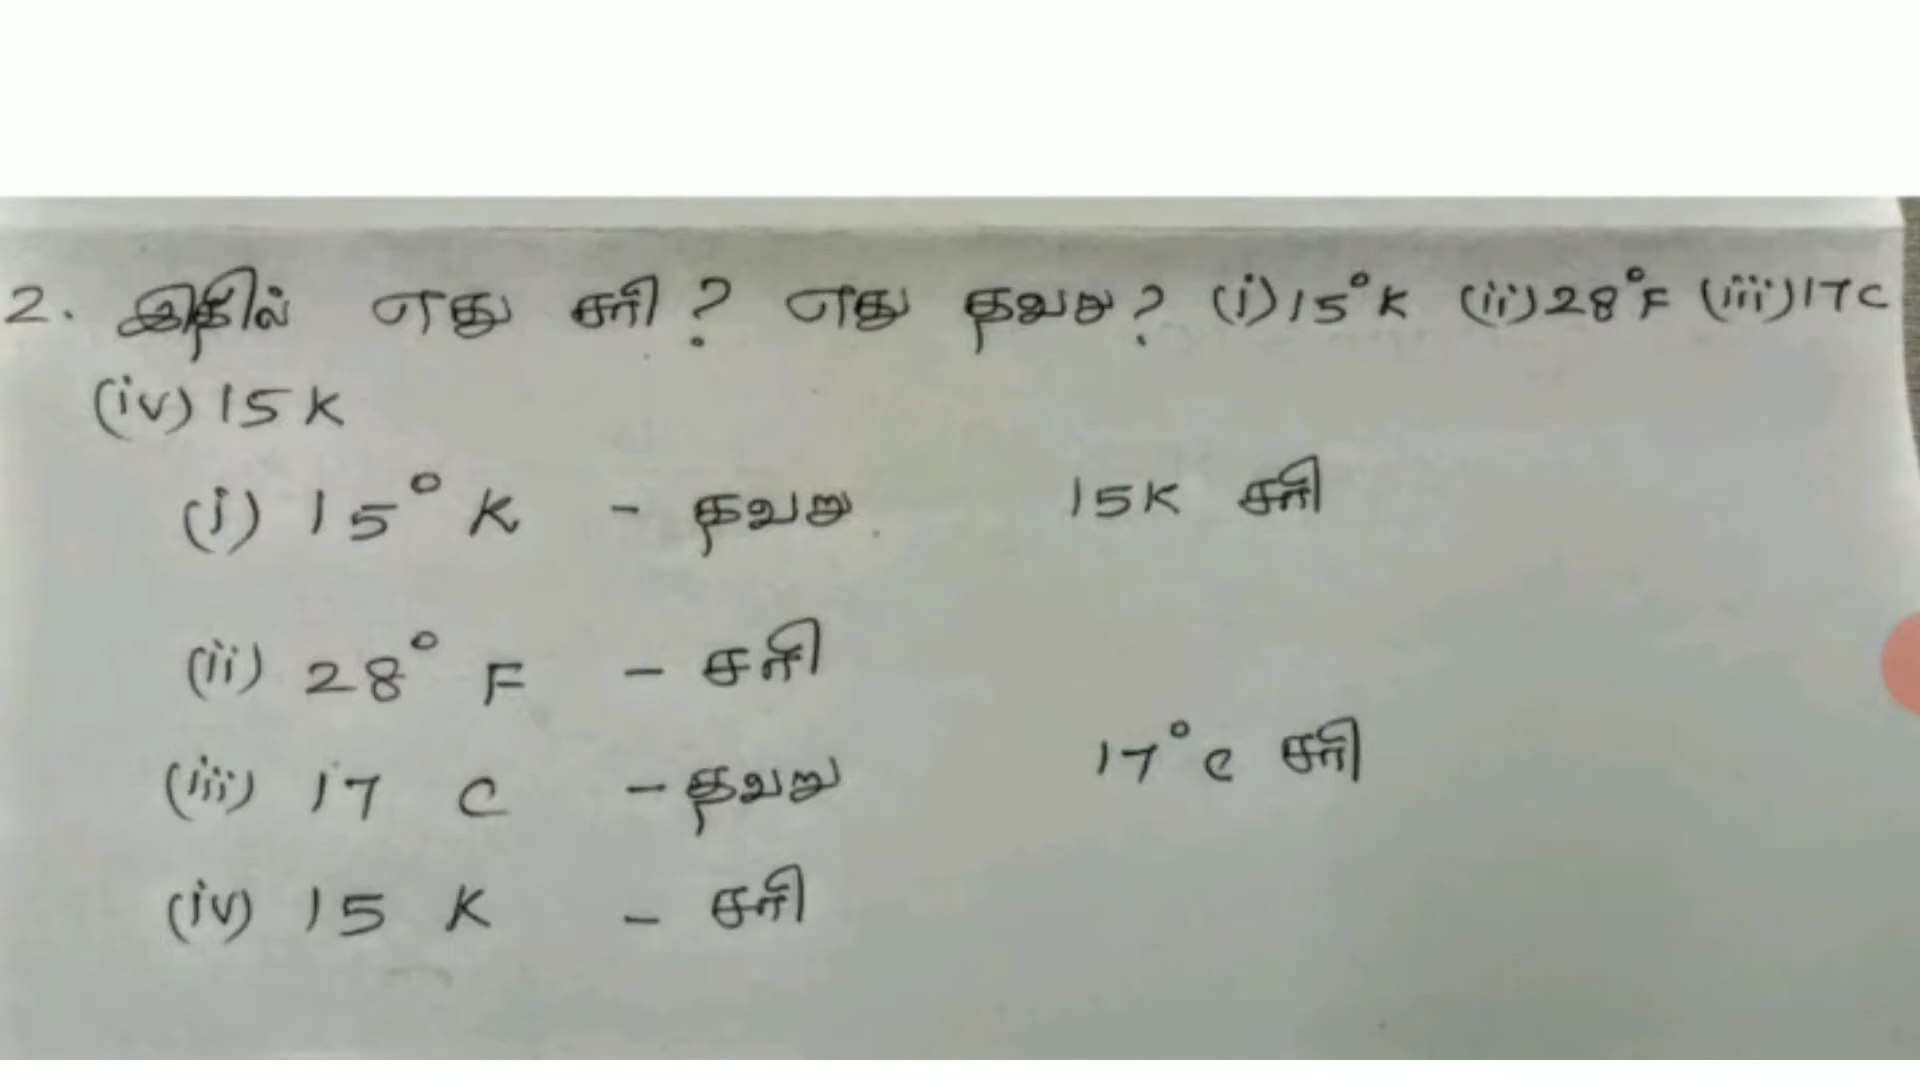 2. இதில் எது சரி? எது தவறு? (i) 15°K (ii) 28°F (iii) 17C
(iv) 15 K
(i) 15° K - தவறு 15K சரி
(ii) 28° F - சரி
(iii) 17 C - தவறு 17°C சரி
(iv) 15 K - சரி